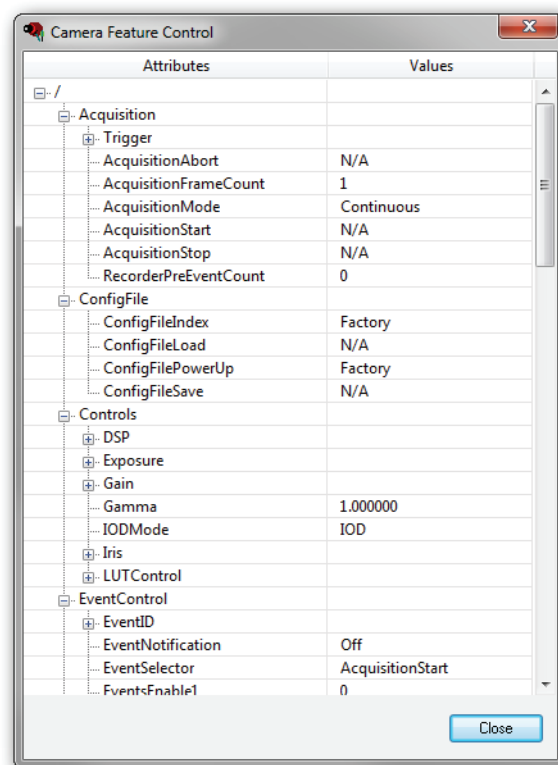 Camera Feature Control
Attributes Values
/
Acquisition
Trigger
AcquisitionAbort N/A
AcquisitionFrameCount 1
AcquisitionMode Continuous
AcquisitionStart N/A
AcquisitionStop N/A
RecorderPreEventCount 0
ConfigFile
ConfigFileIndex Factory
ConfigFileLoad N/A
ConfigFilePowerUp Factory
ConfigFileSave N/A
Controls
DSP
Exposure
Gain
Gamma 1.000000
IODMode IOD
Iris
LUTControl
EventControl
EventID
EventNotification Off
EventSelector AcquisitionStart
EventsEnable1 0
Close